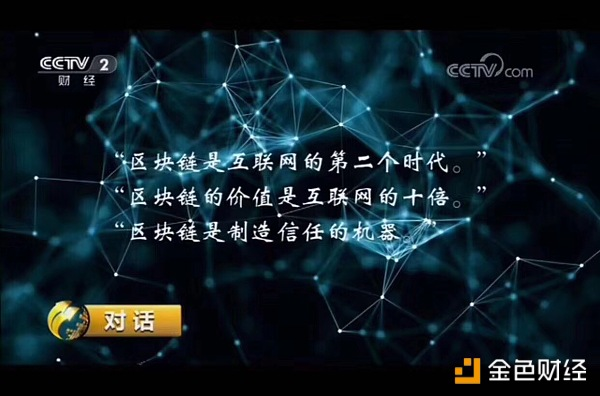 CCTV 2
财经
CCTV.com
“区块链是互联网的第二个时代。”
“区块链的价值是互联网的十倍。”
“区块链是制造信任的机器。”
对话
金色财经